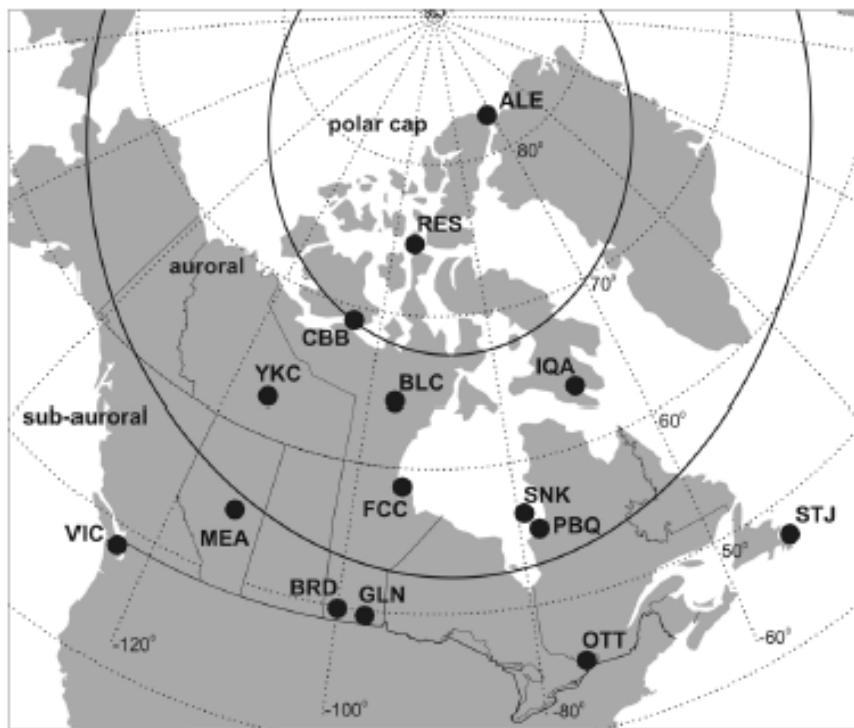 ALE
polar cap
80°
RES
auroral
70°
CBB
YKC
BLC
IQA
sub-auroral
60°
FCC
SNK
PBQ
STJ
VIC
MEA
50°
BRD
GLN
OTT
-120°
-60°
-100°
-80°